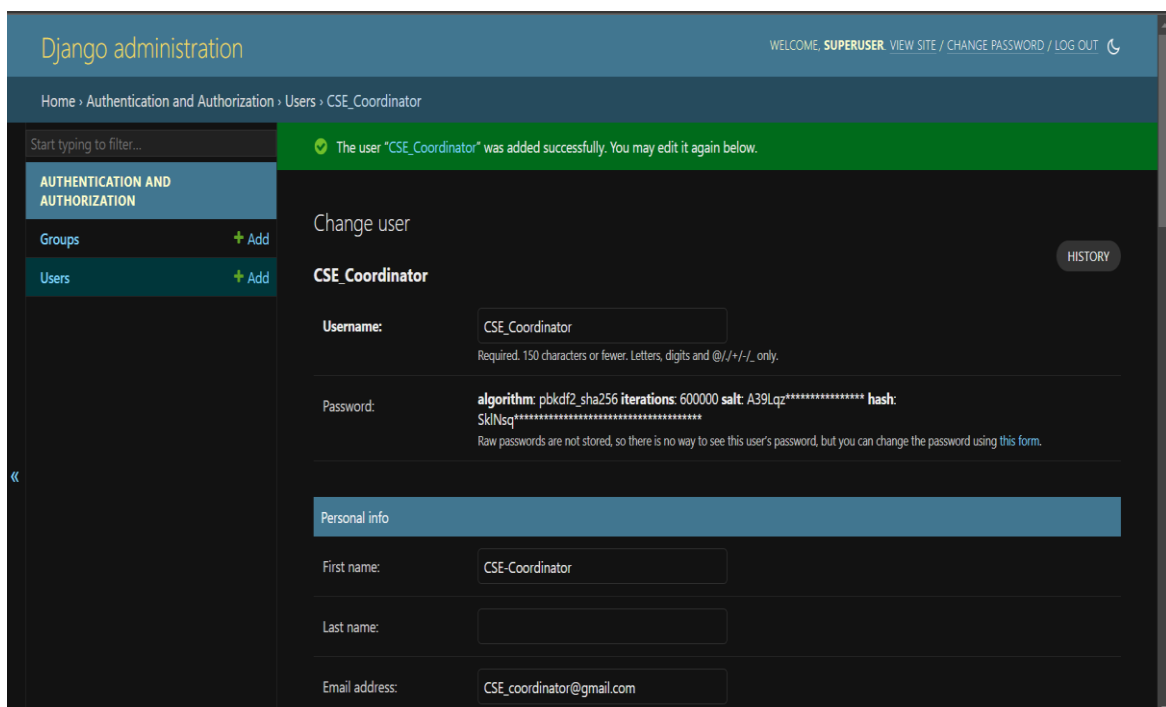 Django administration
WELCOME, SUPERUSER. VIEW SITE / CHANGE PASSWORD / LOG OUT
Home › Authentication and Authorization › Users › CSE_Coordinator
Start typing to filter...
AUTHENTICATION AND
AUTHORIZATION
Groups + Add
Users + Add
«
The user “CSE_Coordinator” was added successfully. You may edit it again below.
Change user
HISTORY
CSE_Coordinator
Username: CSE_Coordinator
Required. 150 characters or fewer. Letters, digits and @/./+/-/_ only.
Password: algorithm: pbkdf2_sha256 iterations: 600000 salt: A39Lqz**************** hash:
SklNsq**************************************
Raw passwords are not stored, so there is no way to see this user’s password, but you can change the password using this form.
Personal info
First name: CSE-Coordinator
Last name:
Email address: CSE_coordinator@gmail.com